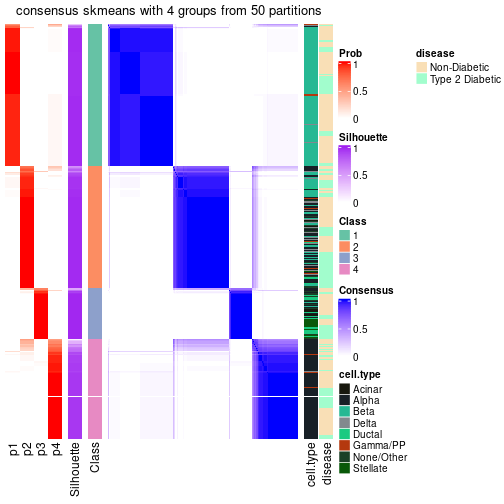 consensus skmeans with 4 groups from 50 partitions
Prob
1
0.5
0
Silhouette
1
0.5
0
Class
1
2
3
4
Consensus
1
0.5
0
cell.type
Acinar
Alpha
Beta
Delta
Ductal
Gamma/PP
None/Other
Stellate
disease
Non-Diabetic
Type 2 Diabetic
p1
p2
p3
p4
Silhouette
Class
cell.type
disease